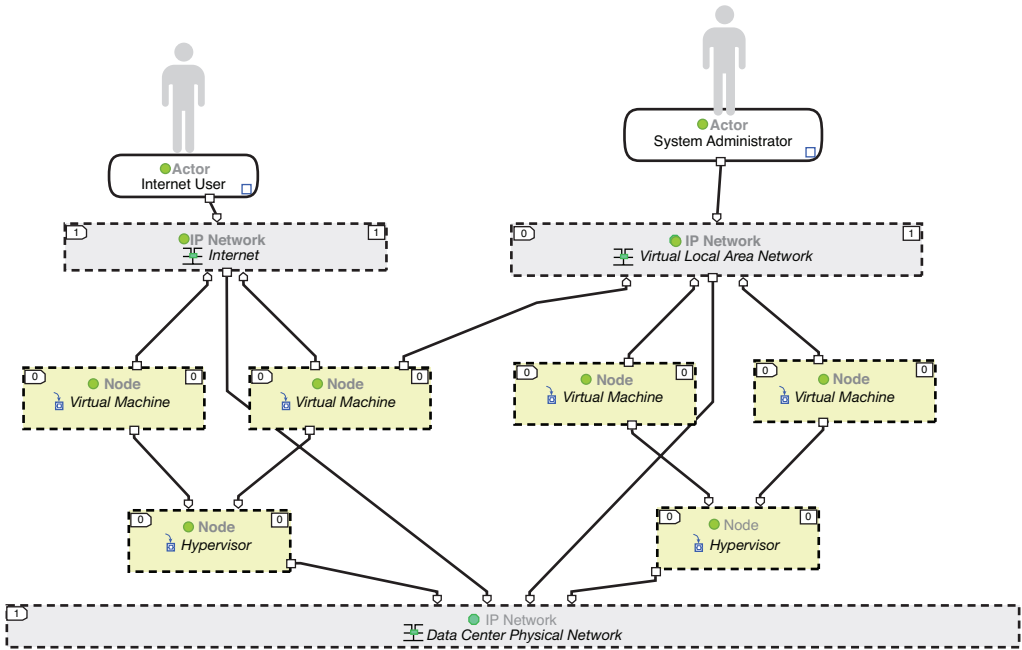 Actor
System Administrator
Actor
Internet User
1
IP Network
1
Internet
0
IP Network
1
Virtual Local Area Network
0
Node
0
Virtual Machine
0
Node
0
Virtual Machine
0
Node
0
Virtual Machine
0
Node
0
Virtual Machine
0
Node
0
Hypervisor
0
Node
0
Hypervisor
1
IP Network
Data Center Physical Network